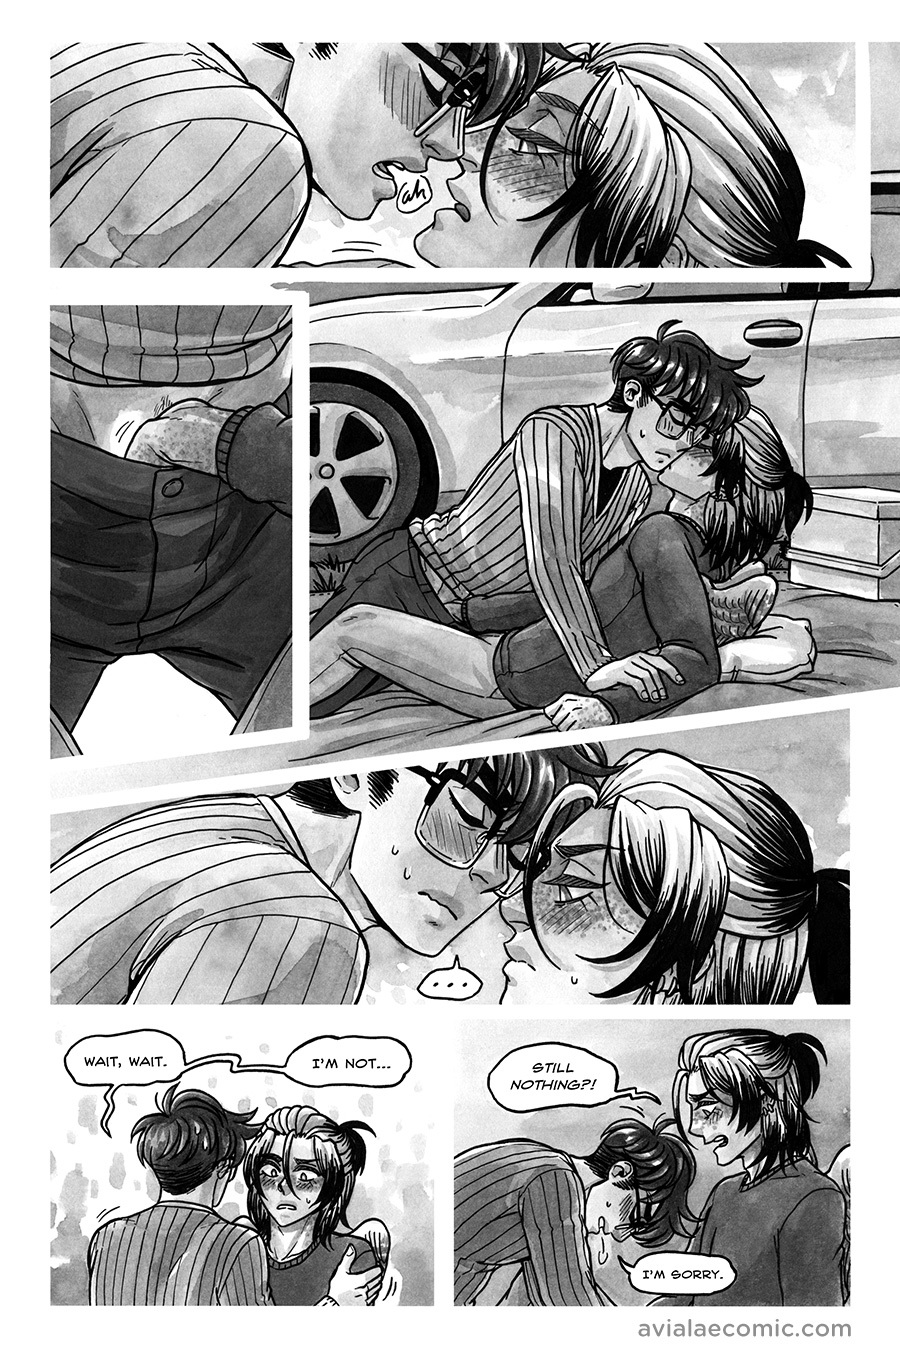 ah
...
WAIT, WAIT.
I'M NOT...
STILL
NOTHING?!
I'M SORRY.
avialaecomic.com